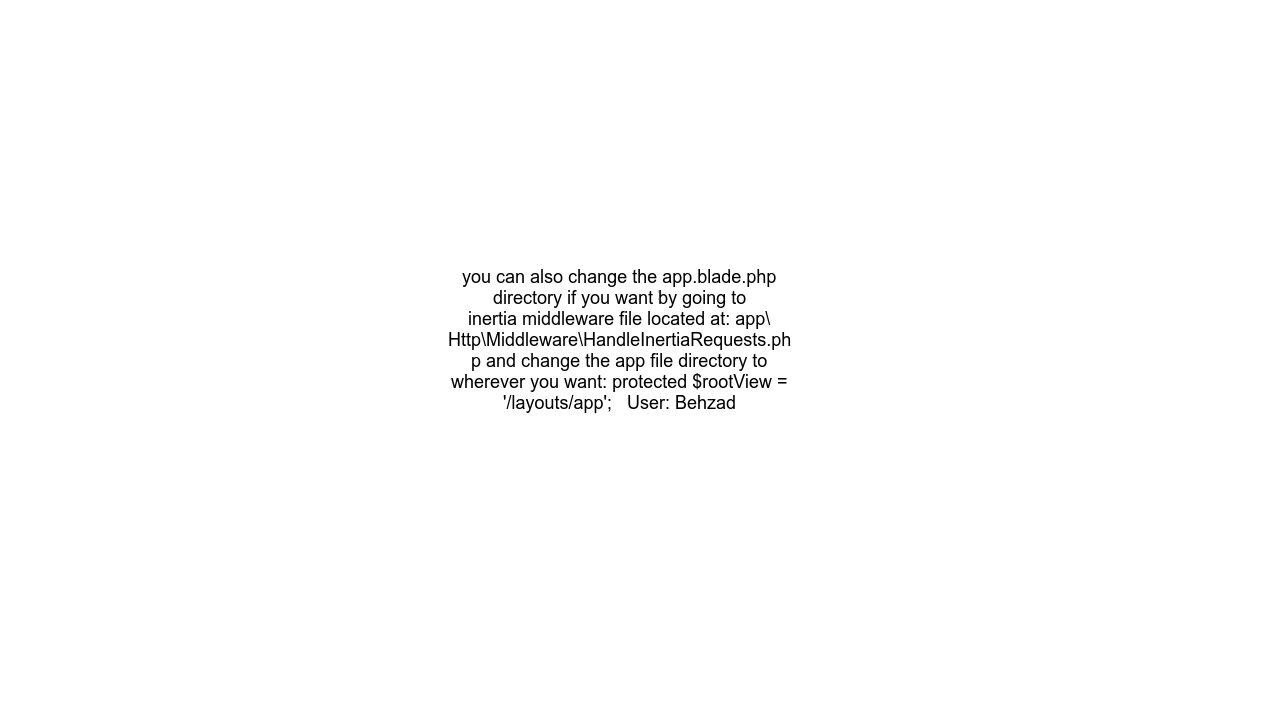 you can also change the app.blade.php
directory if you want by going to
inertia middleware file located at: app\
Http\Middleware\HandleInertiaRequests.ph
p and change the app file directory to
wherever you want: protected $rootView =
'/layouts/app';   User: Behzad